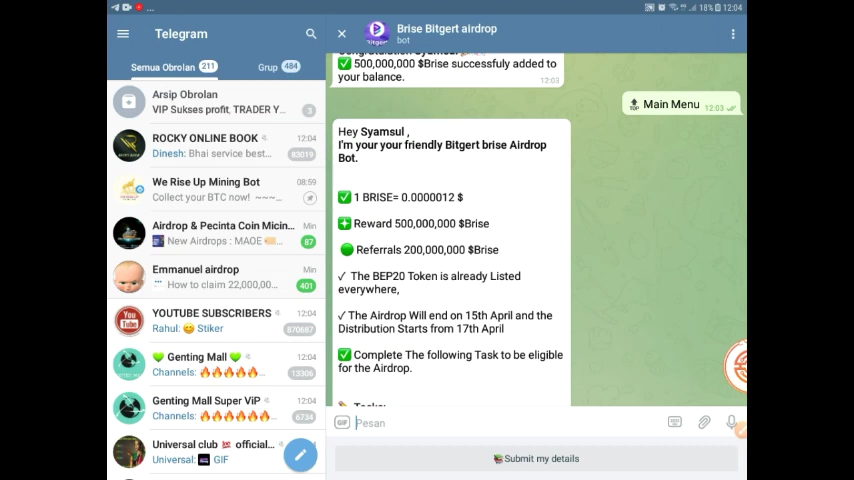 18% 12:04
Telegram
Semua Obrolan 211
Grup 484
Arsip Obrolan
VIP Sukses profit, TRADER Y... 3
ROCKY ONLINE BOOK 12:04
Dinesh: Bhai service best... 83019
We Rise Up Mining Bot 08:59
Collect your BTC now! ~~~...
Airdrop & Pecinta Coin Micin... Min
New Airdrops : MAOE 87
Emmanuel airdrop Min
How to claim 22,000,00... 401
YOUTUBE SUBSCRIBERS 12:04
Rahul: 😊 Stiker 870687
💚 Genting Mall 💚 12:04
Channels: 🔥🔥🔥🔥🔥... 13306
Genting Mall Super ViP 12:04
Channels: 🔥🔥🔥🔥🔥🔥... 6734
Universal club 💯 official... 12:04
Universal: GIF
Brise Bitgert airdrop
bot
✅ 500,000,000 $Brise successfuly added to
your balance.
12:03
🔝 Main Menu 12:03
Hey Syamsul ,
I'm your your friendly Bitgert brise Airdrop
Bot.
✅ 1 BRISE= 0.0000012 $
Reward 500,000,000 $Brise
🟢 Referrals 200,000,000 $Brise
✓ The BEP20 Token is already Listed
everywhere,
✓ The Airdrop Will end on 15th April and the
Distribution Starts from 17th April
✅ Complete The following Task to be eligible
for the Airdrop.
GIF Pesan
📚Submit my details